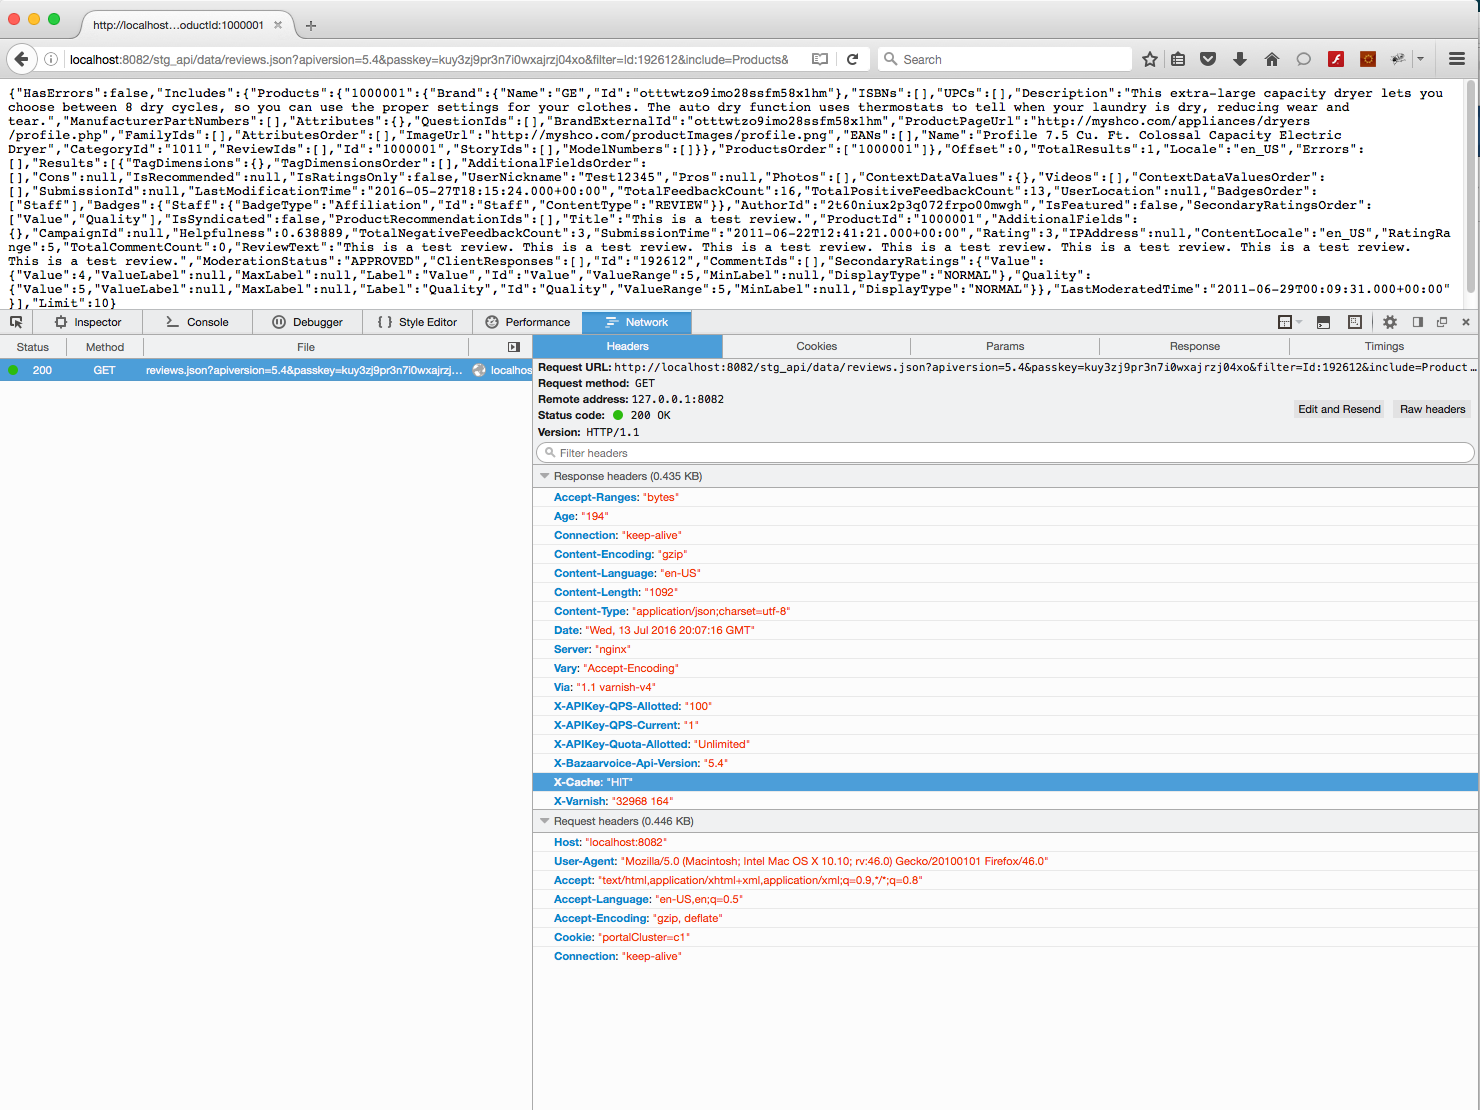 http://localhost...oductId:1000001
localhost:8082/stg_api/data/reviews.json?apiversion=5.4&passkey=kuy3zj9pr3n7i0wxajrzj04xo&filter=Id:192612&include=Products&
Search
{"HasErrors":false,"Includes":{"Products":{"1000001":{"Brand":{"Name":"GE","Id":"otttwtzo9imo28ssfm58x1hm"},"ISBNs":[],"UPCs":[],"Description":"This extra-large capacity dryer lets you
choose between 8 dry cycles, so you can use the proper settings for your clothes. The auto dry function uses thermostats to tell when your laundry is dry, reducing wear and
tear.","ManufacturerPartNumbers":[],"Attributes":{},"QuestionIds":[],"BrandExternalId":"otttwtzo9imo28ssfm58x1hm","ProductPageUrl":"http://myshco.com/appliances/dryers
/profile.php","FamilyIds":[],"AttributesOrder":[],"ImageUrl":"http://myshco.com/productImages/profile.png","EANs":[],"Name":"Profile 7.5 Cu. Ft. Colossal Capacity Electric
Dryer","CategoryId":"1011","ReviewIds":[],"Id":"1000001","StoryIds":[],"ModelNumbers":[]}},"ProductsOrder":["1000001"]},"Offset":0,"TotalResults":1,"Locale":"en_US","Errors":
[],"Results":[{"TagDimensions":{},"TagDimensionsOrder":[],"AdditionalFieldsOrder":
[],"Cons":null,"IsRecommended":null,"IsRatingsOnly":false,"UserNickname":"Test12345","Pros":null,"Photos":[],"ContextDataValues":{},"Videos":[],"ContextDataValuesOrder":
[],"SubmissionId":null,"LastModificationTime":"2016-05-27T18:15:24.000+00:00","TotalFeedbackCount":16,"TotalPositiveFeedbackCount":13,"UserLocation":null,"BadgesOrder":
["Staff"],"Badges":{"Staff":{"BadgeType":"Affiliation","Id":"Staff","ContentType":"REVIEW"}},"AuthorId":"2t60niux2p3q072frpo00mwgh","IsFeatured":false,"SecondaryRatingsOrder":
["Value","Quality"],"IsSyndicated":false,"ProductRecommendationIds":[],"Title":"This is a test review.","ProductId":"1000001","AdditionalFields":
{},"CampaignId":null,"Helpfulness":0.638889,"TotalNegativeFeedbackCount":3,"SubmissionTime":"2011-06-22T12:41:21.000+00:00","Rating":3,"IPAddress":null,"ContentLocale":"en_US","RatingRa
nge":5,"TotalCommentCount":0,"ReviewText":"This is a test review. This is a test review. This is a test review. This is a test review. This is a test review. This is a test review.
This is a test review.","ModerationStatus":"APPROVED","ClientResponses":[],"Id":"192612","CommentIds":[],"SecondaryRatings":{"Value":
{"Value":4,"ValueLabel":null,"MaxLabel":null,"Label":"Value","Id":"Value","ValueRange":5,"MinLabel":null,"DisplayType":"NORMAL"},"Quality":
{"Value":5,"ValueLabel":null,"MaxLabel":null,"Label":"Quality","Id":"Quality","ValueRange":5,"MinLabel":null,"DisplayType":"NORMAL"}},"LastModeratedTime":"2011-06-29T00:09:31.000+00:00"
}],"Limit":10}
Inspector Console Debugger Style Editor Performance Network
Status Method File
200 GET reviews.json?apiversion=5.4&passkey=kuy3zj9pr3n7i0wxajrzj... localhos
Headers Cookies Params Response Timings
Request URL: http://localhost:8082/stg_api/data/reviews.json?apiversion=5.4&passkey=kuy3zj9pr3n7i0wxajrzj04xo&filter=Id:192612&include=Product...
Request method: GET
Remote address: 127.0.0.1:8082
Status code: 200 OK
Edit and Resend Raw headers
Version: HTTP/1.1
Filter headers
Response headers (0.435 KB)
Accept-Ranges: "bytes"
Age: "194"
Connection: "keep-alive"
Content-Encoding: "gzip"
Content-Language: "en-US"
Content-Length: "1092"
Content-Type: "application/json;charset=utf-8"
Date: "Wed, 13 Jul 2016 20:07:16 GMT"
Server: "nginx"
Vary: "Accept-Encoding"
Via: "1.1 varnish-v4"
X-APIKey-QPS-Allotted: "100"
X-APIKey-QPS-Current: "1"
X-APIKey-Quota-Allotted: "Unlimited"
X-Bazaarvoice-Api-Version: "5.4"
X-Cache: "HIT"
X-Varnish: "32968 164"
Request headers (0.446 KB)
Host: "localhost:8082"
User-Agent: "Mozilla/5.0 (Macintosh; Intel Mac OS X 10.10; rv:46.0) Gecko/20100101 Firefox/46.0"
Accept: "text/html,application/xhtml+xml,application/xml;q=0.9,*/*;q=0.8"
Accept-Language: "en-US,en;q=0.5"
Accept-Encoding: "gzip, deflate"
Cookie: "portalCluster=c1"
Connection: "keep-alive"